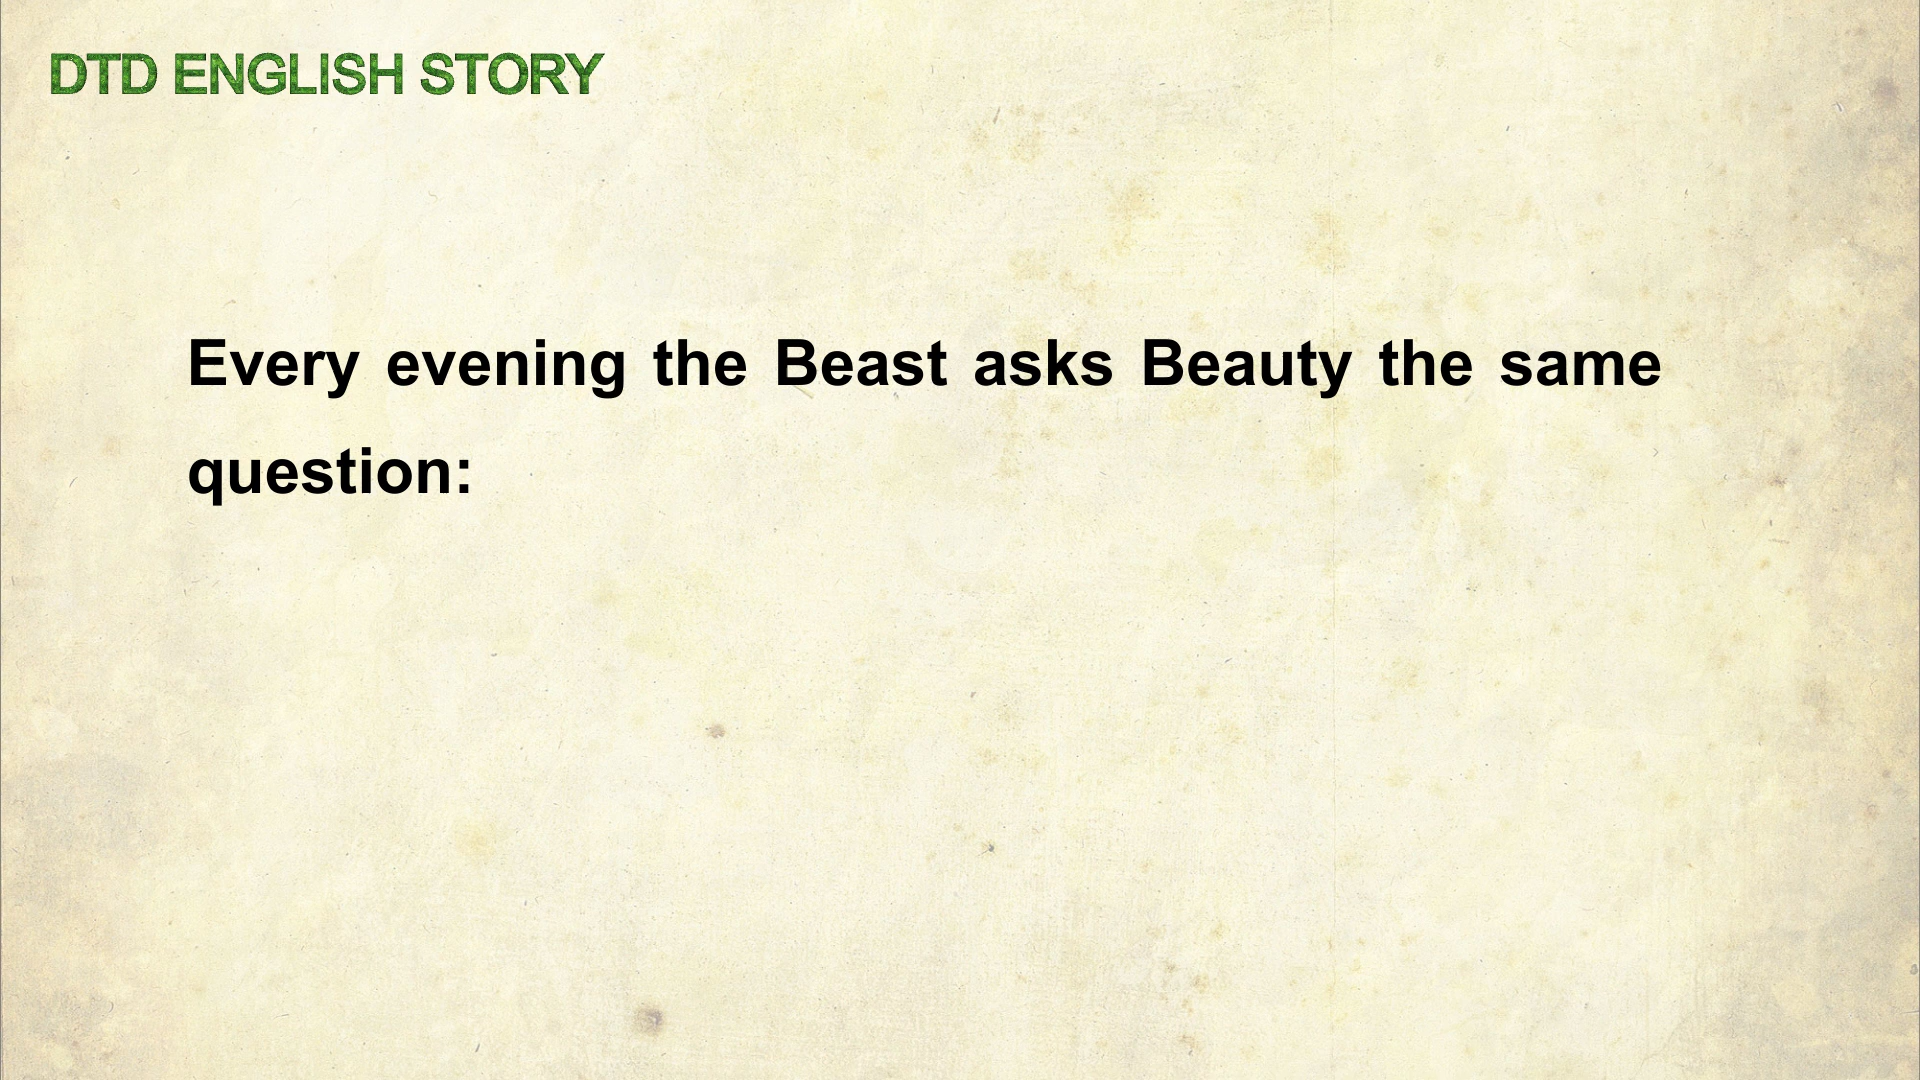 DTD ENGLISH STORY
Every evening the Beast asks Beauty the same
question: